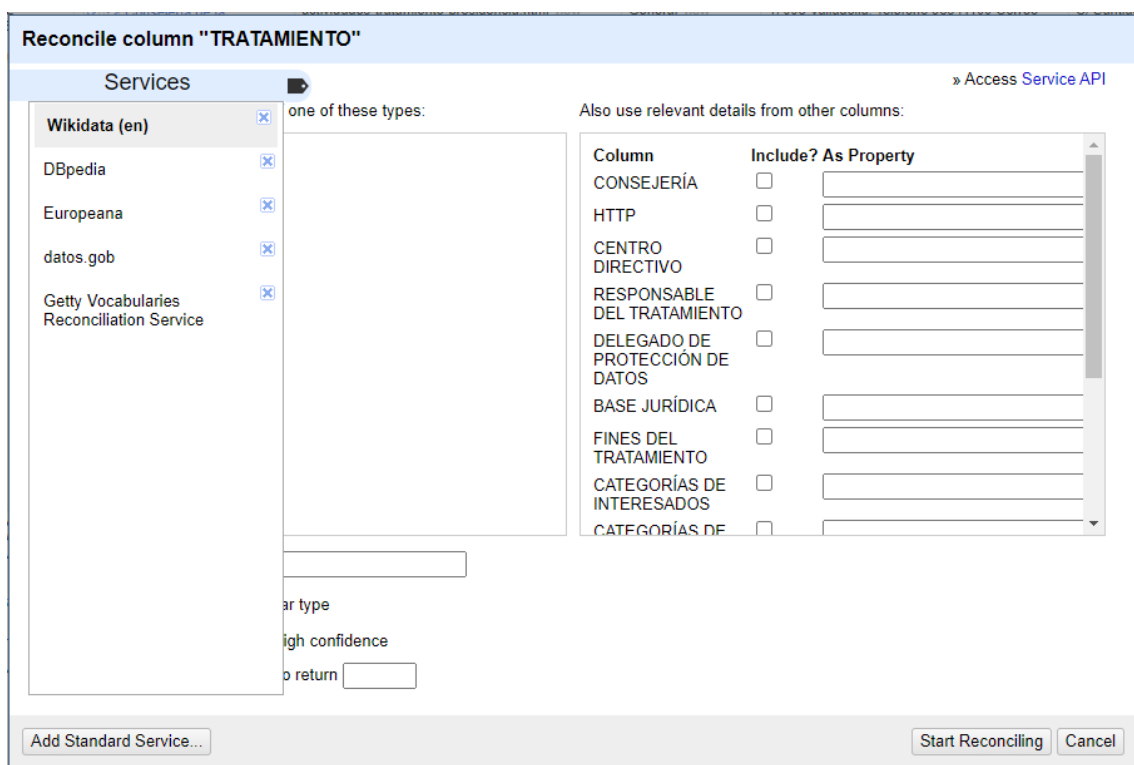 Reconcile column "TRATAMIENTO"
Services
» Access Service API
Wikidata (en)
DBpedia
Europeana
datos.gob
Getty Vocabularies
Reconciliation Service
one of these types:
Also use relevant details from other columns:
Column Include? As Property
CONSEJERÍA
HTTP
CENTRO
DIRECTIVO
RESPONSABLE
DEL TRATAMIENTO
DELEGADO DE
PROTECCIÓN DE
DATOS
BASE JURÍDICA
FINES DEL
TRATAMIENTO
CATEGORÍAS DE
INTERESADOS
CATEGORÍAS DE
ar type
igh confidence
o return
Add Standard Service...
Start Reconciling
Cancel